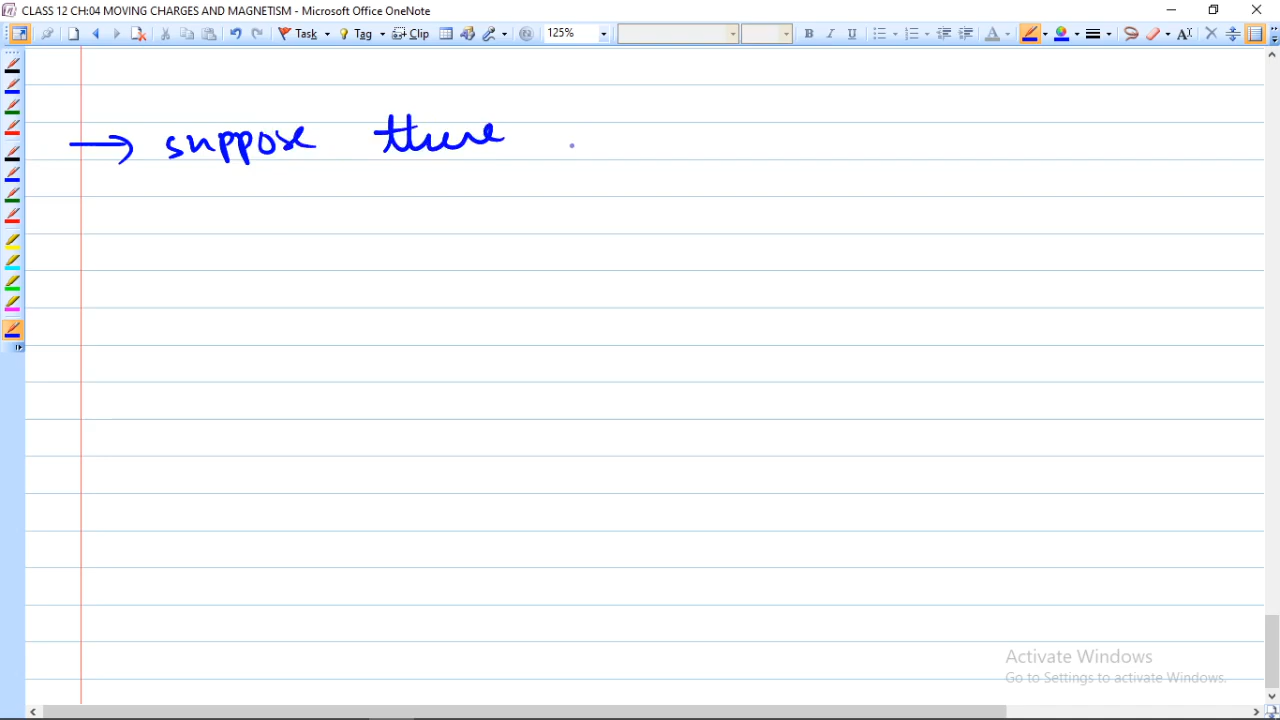 CLASS 12 CH:04 MOVING CHARGES AND MAGNETISM - Microsoft Office OneNote
Task Tag Clip 125% B I U A
→ suppose there
Activate Windows
Go to Settings to activate Windows.